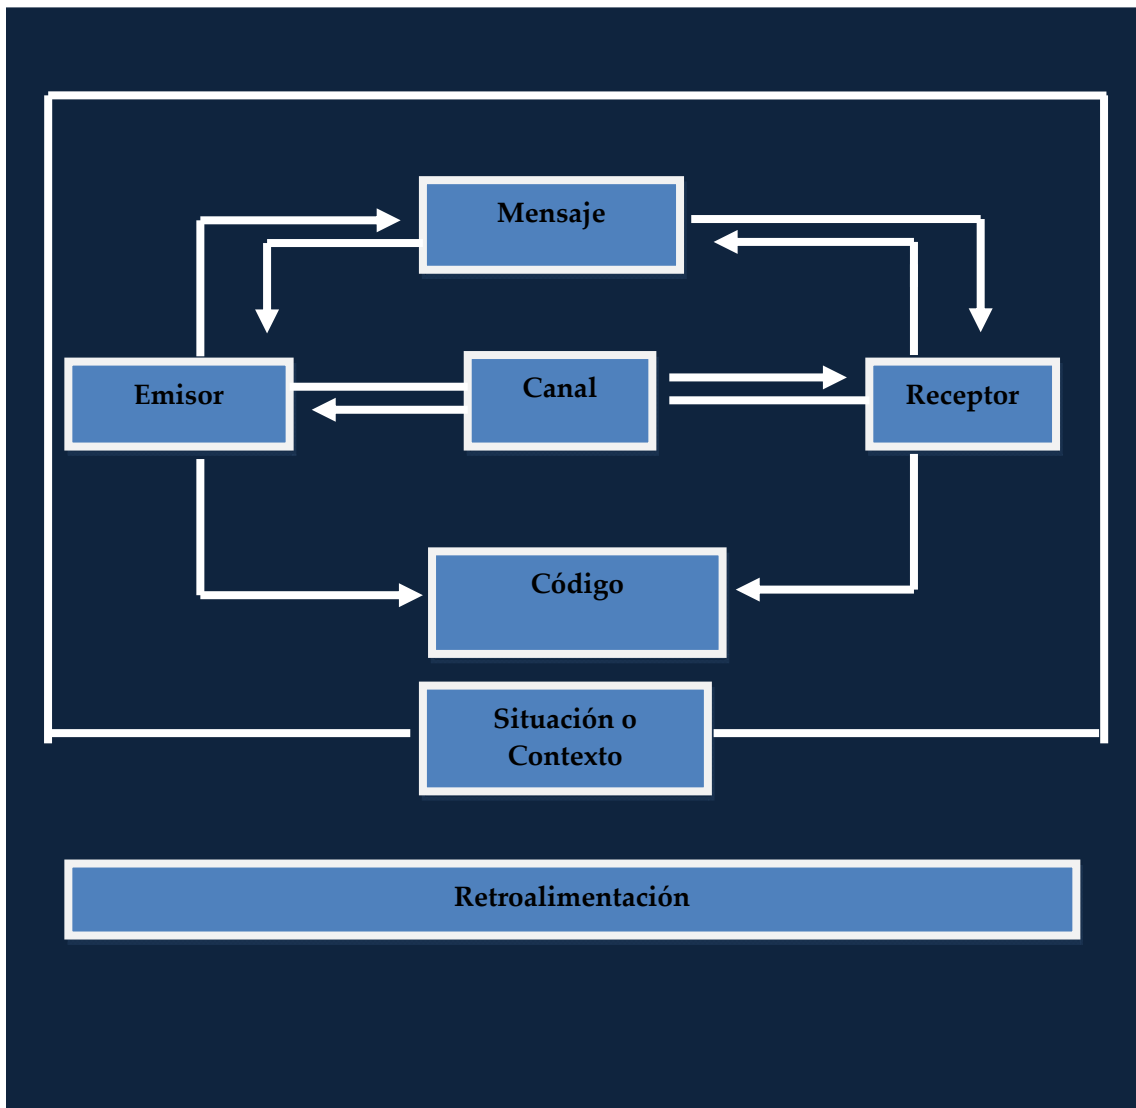 Mensaje
Emisor
Canal
Receptor
Código
Situación o
Contexto
Retroalimentación